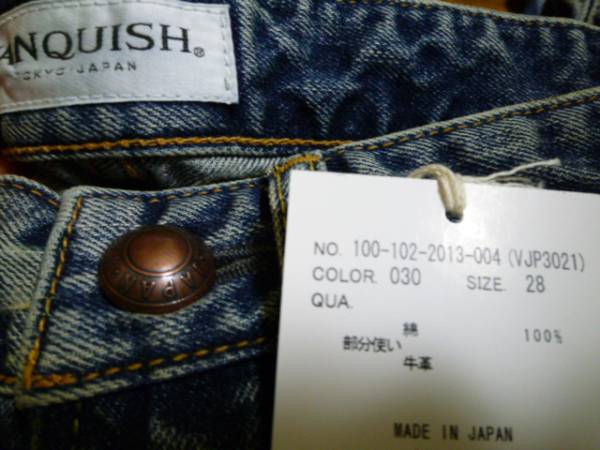 ANQUISH®
TOKYO JAPAN
JAPAN
NO. 100-102-2013-004 (VJP3021)
COLOR. 030 SIZE. 28
QUA.
綿 100%
部分使い
牛革
MADE IN JAPAN